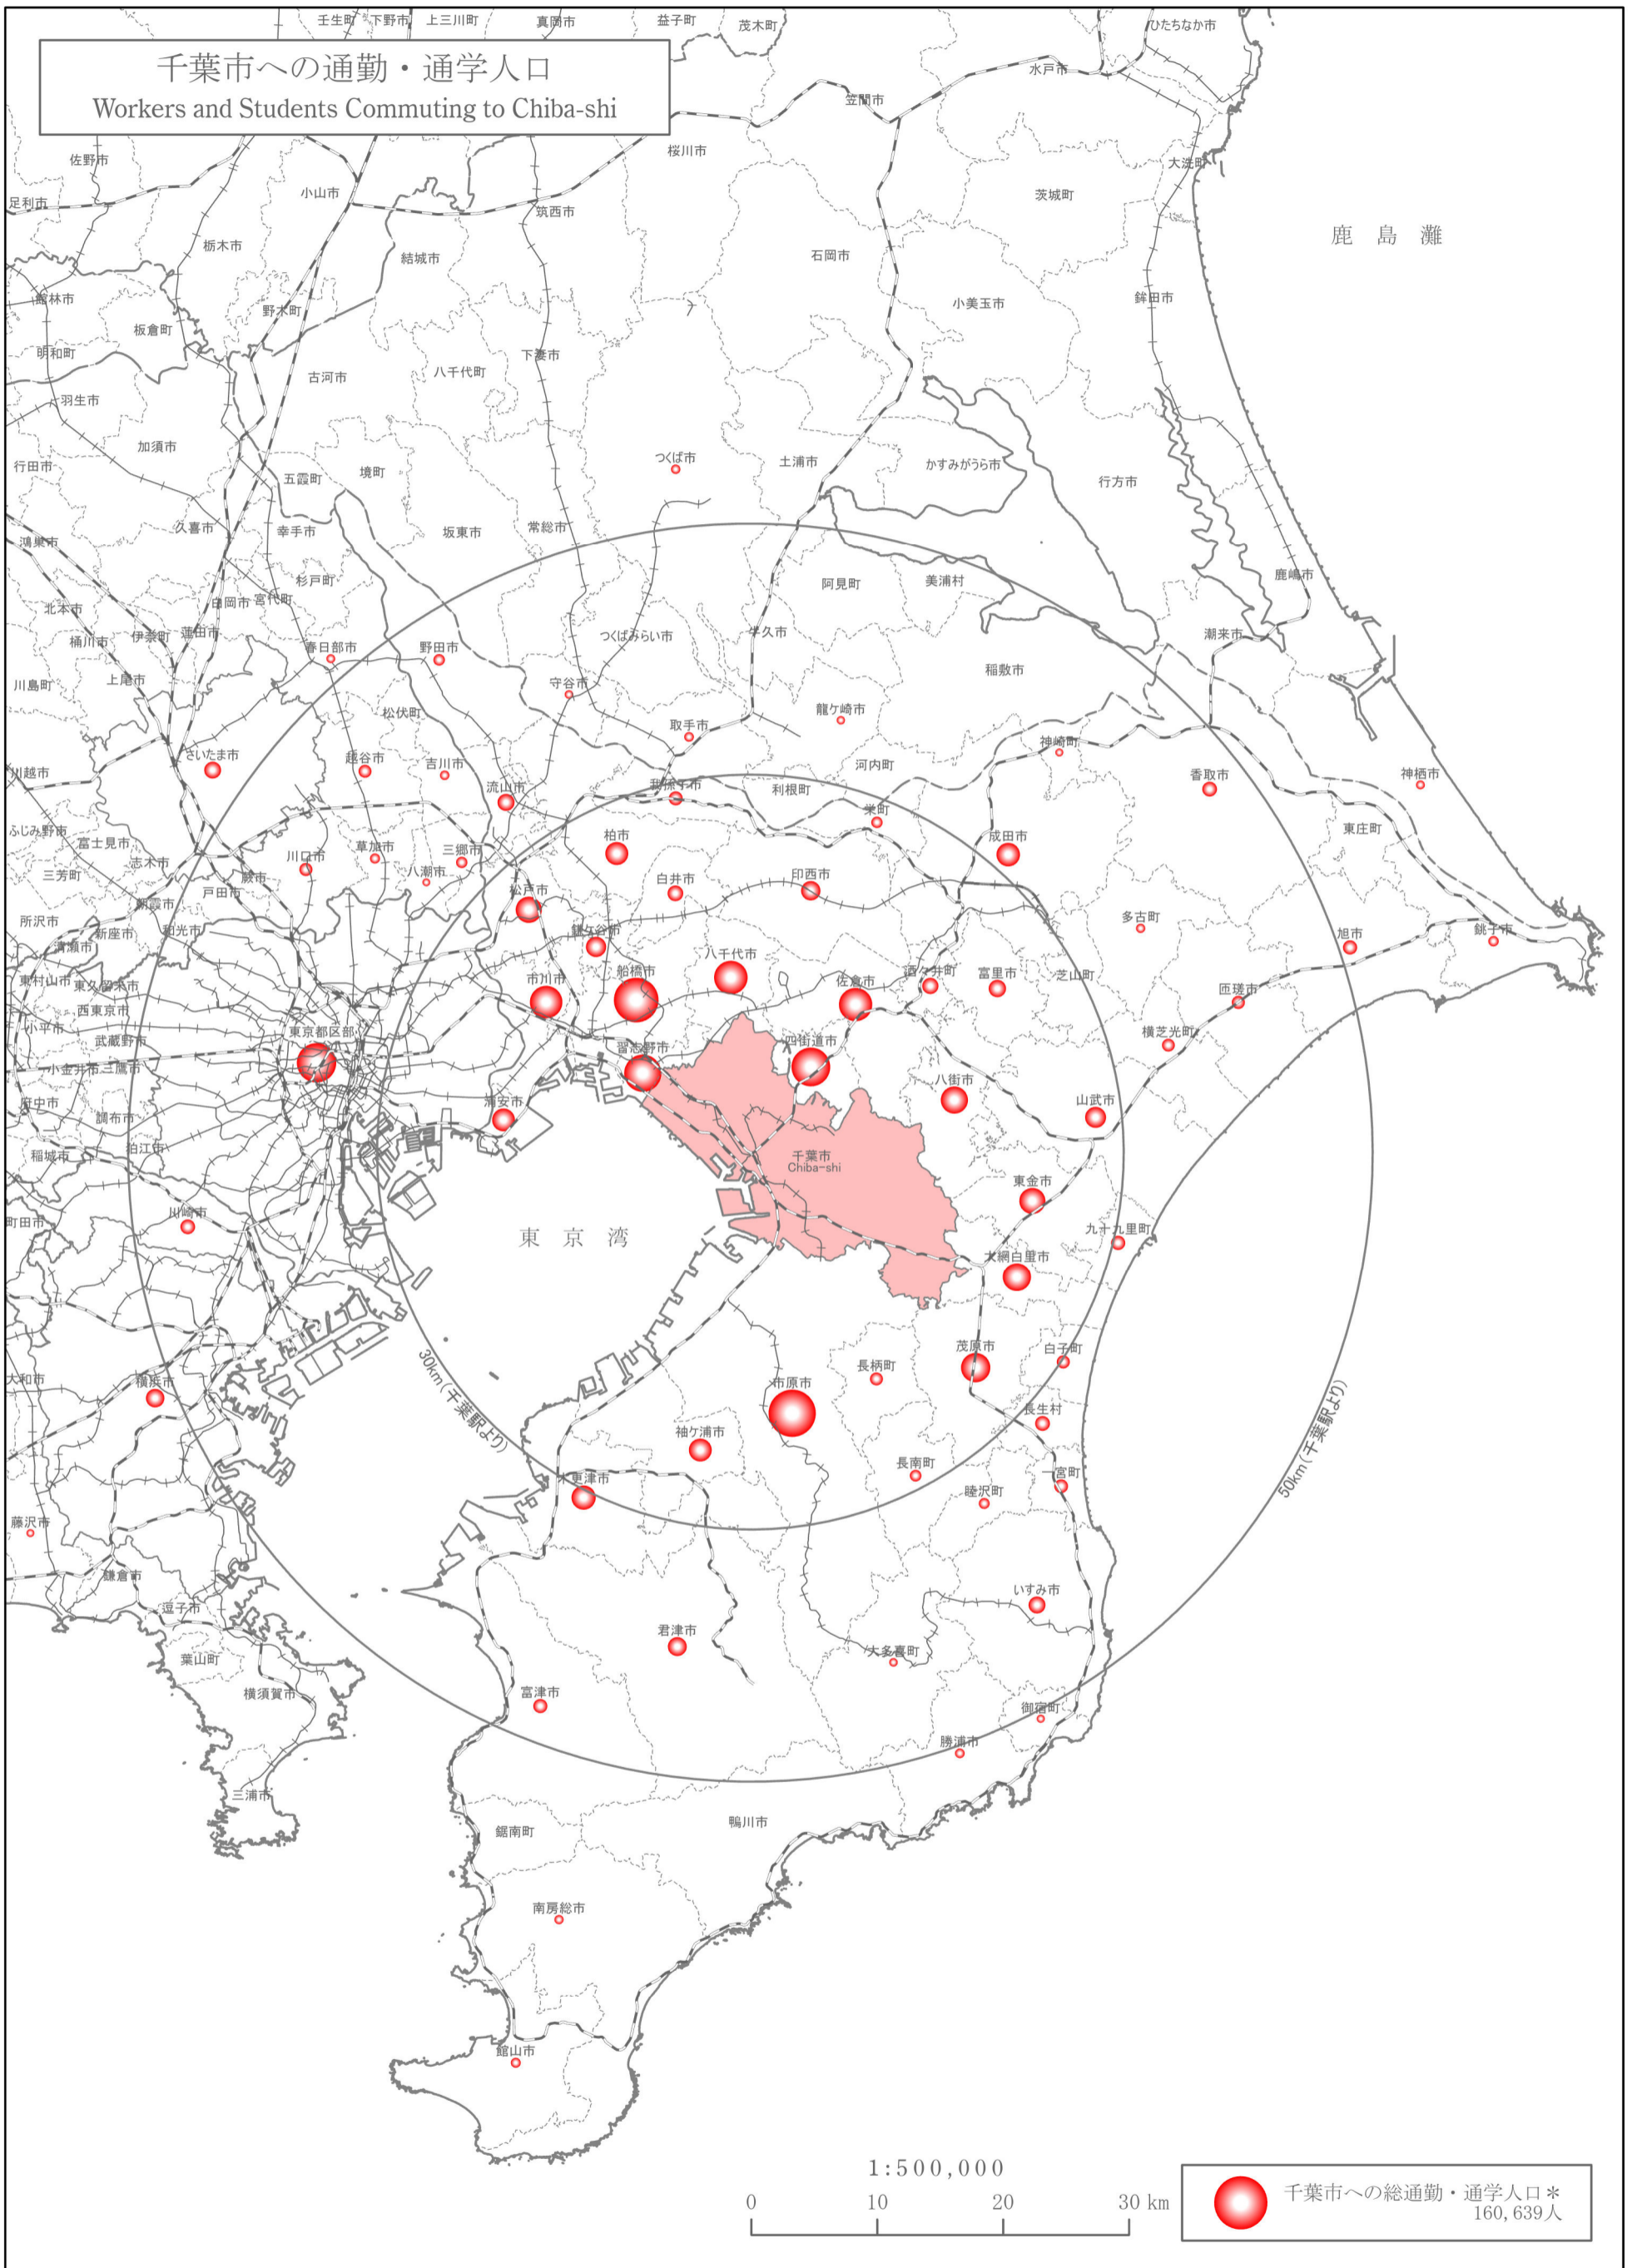 壬生町
下野市
上三川町
真岡市
益子町
茂木町
ひたちなか市
千葉市への通勤・通学人口
Workers and Students Commuting to Chiba-shi
水戸市
笠間市
桜川市
佐野市
大洗町
小山市
茨城町
足利市
筑西市
栃木市
鹿島灘
結城市
石岡市
館林市
野木町
小美玉市
鉾田市
板倉町
明和町
下妻市
古河市
八千代町
羽生市
加須市
行田市
五霞町
境町
つくば市
土浦市
かすみがうら市
行方市
久喜市
幸手市
坂東市
常総市
鴻巣市
杉戸町
阿見町
美浦村
鹿嶋市
北本市
白岡市
宮代町
桶川市
伊奈町
蓮田市
春日部市
野田市
つくばみらい市
牛久市
潮来市
川島町
上尾市
守谷市
稲敷市
松伏町
取手市
龍ケ崎市
さいたま市
越谷市
吉川市
神崎町
川越市
流山市
我孫子市
利根町
河内町
香取市
神栖市
ふじみ野市
富士見市
志木市
三芳町
川口市
草加市
三郷市
柏市
栄町
成田市
東庄町
蕨市
戸田市
八潮市
松戸市
白井市
印西市
朝霞市
所沢市
新座市
和光市
清瀬市
鎌ケ谷市
多古町
旭市
銚子市
東村山市
東久留米市
市川市
船橋市
八千代市
佐倉市
酒々井町
富里市
芝山町
匝瑳市
西東京市
小平市
武蔵野市
東京都区部
習志野市
四街道市
横芝光町
小金井市
三鷹市
府中市
調布市
浦安市
八街市
山武市
稲城市
狛江市
千葉市
Chiba-shi
東金市
町田市
川崎市
東京湾
九十九里町
大網白里市
30km(千葉駅より)
大和市
横浜市
長柄町
茂原市
白子町
市原市
50km(千葉駅より)
袖ケ浦市
長生村
長南町
木更津市
睦沢町
一宮町
藤沢市
鎌倉市
逗子市
いすみ市
葉山町
君津市
大多喜町
横須賀市
富津市
御宿町
勝浦市
三浦市
鋸南町
鴨川市
南房総市
館山市
1:500,000
0 10 20 30 km
千葉市への総通勤・通学人口＊
160,639人